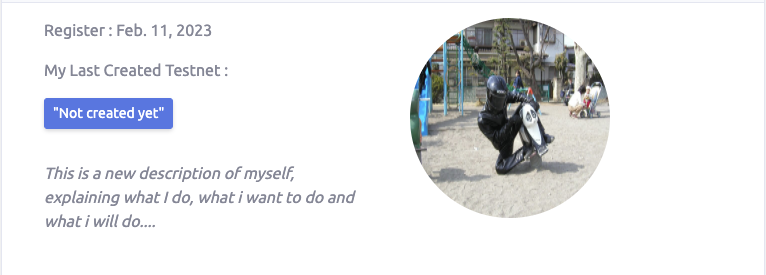 Register : Feb. 11, 2023
My Last Created Testnet :
"Not created yet"
This is a new description of myself,
explaining what I do, what i want to do and
what i will do....